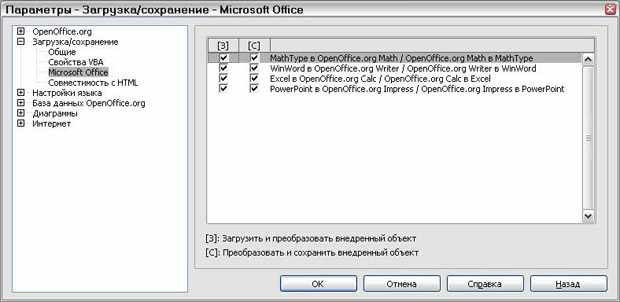 Параметры - Загрузка/сохранение - Microsoft Office
OpenOffice.org
Загрузка/сохранение
Общие
Свойства VBA
Microsoft Office
Совместимость с HTML
Настройки языка
База данных OpenOffice.org
Диаграммы
Интернет
[З] [С]
MathType в OpenOffice.org Math / OpenOffice.org Math в MathType
WinWord в OpenOffice.org Writer / OpenOffice.org Writer в WinWord
Excel в OpenOffice.org Calc / OpenOffice.org Calc в Excel
PowerPoint в OpenOffice.org Impress / OpenOffice.org Impress в PowerPoint
[З]: Загрузить и преобразовать внедренный объект
[С]: Преобразовать и сохранить внедренный объект
ОК Отмена Справка Назад